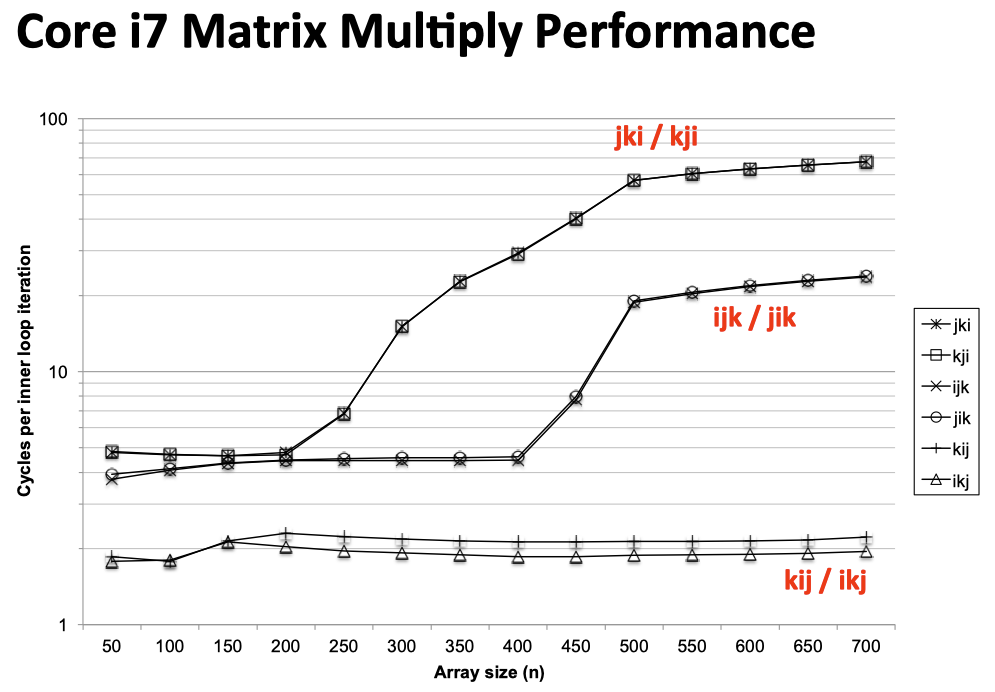 Core i7 Matrix Multiply Performance
100
jki / kji
Cycles per inner loop iteration
ijk / jik
jki
kji
10
ijk
jik
kij
ikj
kij / ikj
1
50 100 150 200 250 300 350 400 450 500 550 600 650 700
Array size (n)